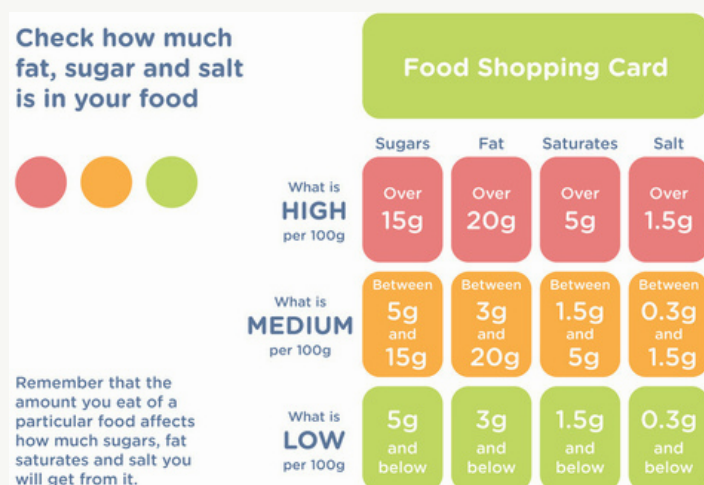 Check how much
fat, sugar and salt
is in your food
Food Shopping Card
Sugars Fat Saturates Salt
What is
HIGH
per 100g
Over
15g
Over
20g
Over
5g
Over
1.5g
What is
MEDIUM
per 100g
Between
5g
and
15g
Between
3g
and
20g
Between
1.5g
and
5g
Between
0.3g
and
1.5g
Remember that the
amount you eat of a
particular food affects
how much sugars, fat
saturates and salt you
will get from it.
What is
LOW
per 100g
5g
and
below
3g
and
below
1.5g
and
below
0.3g
and
below